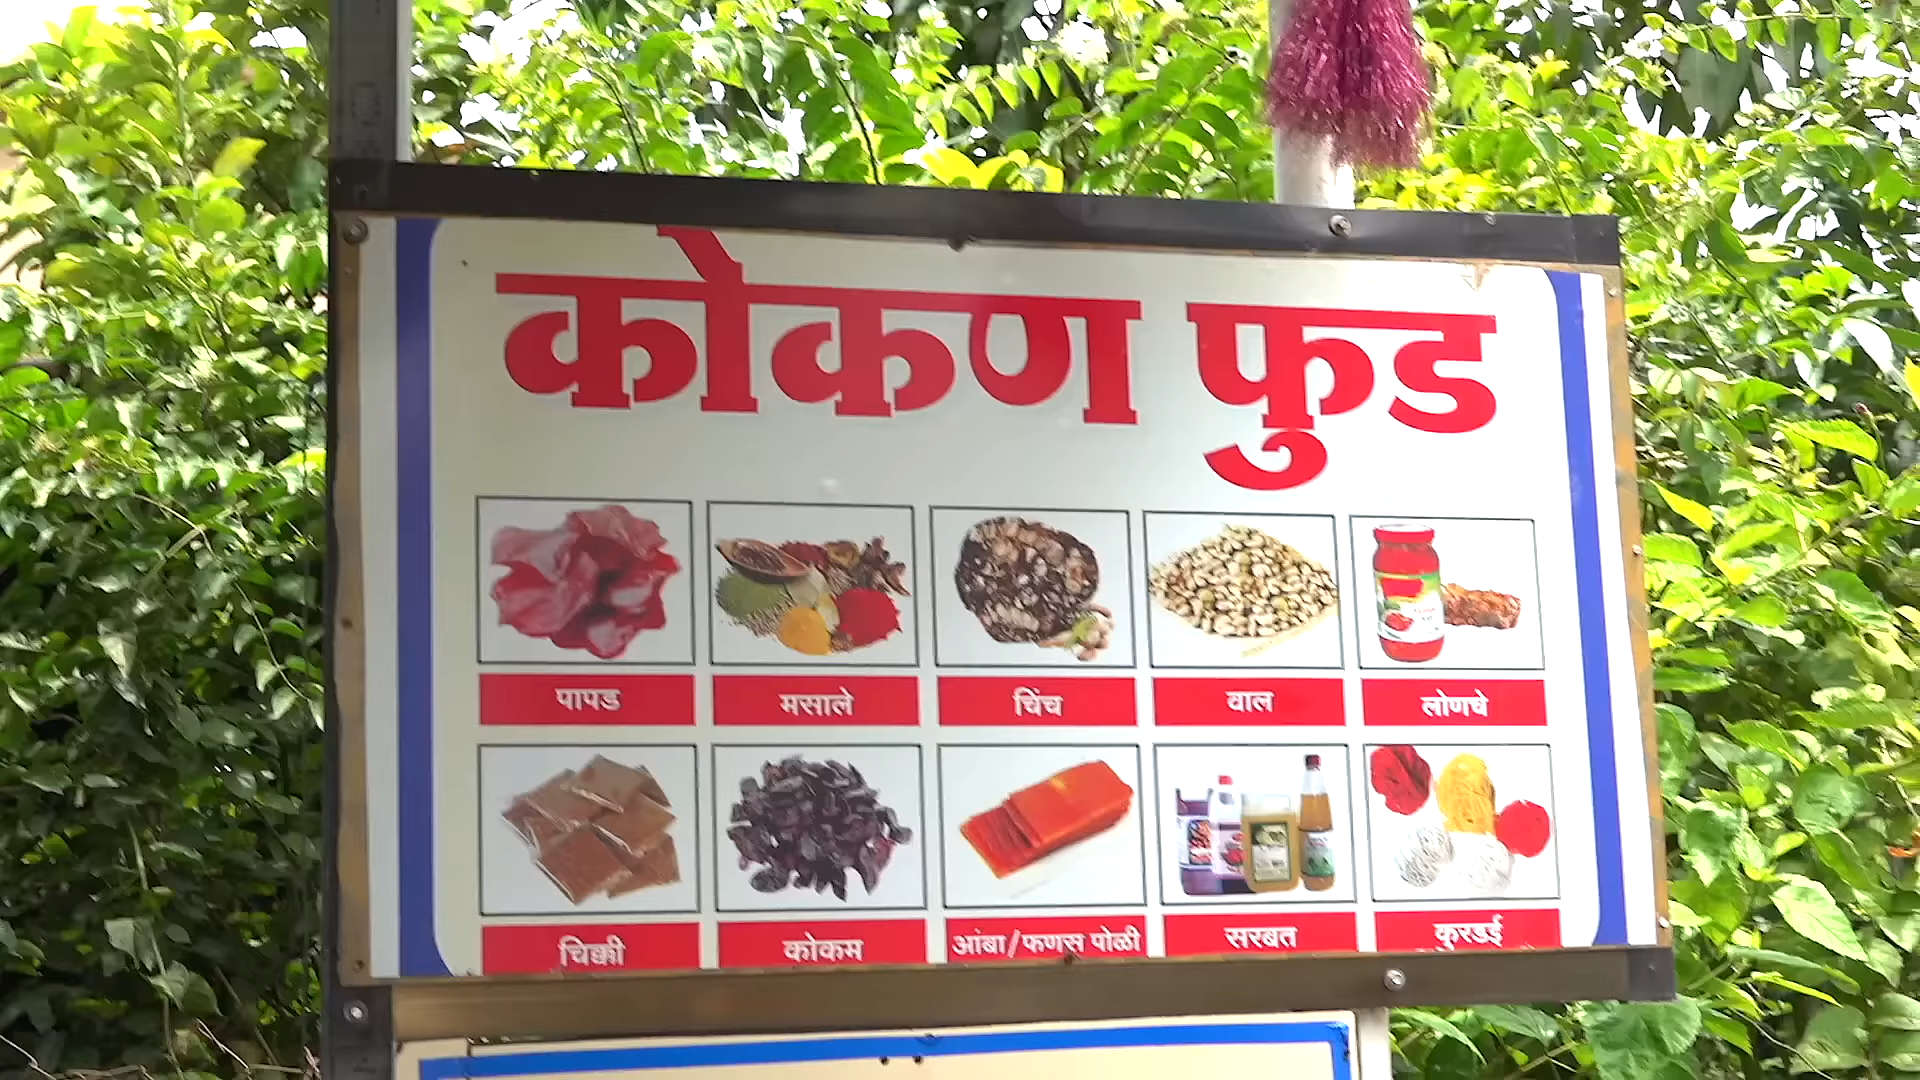 कोकण फुड
पापड मसाले चिंच वाल लोणचे
चिक्की कोकम आंबा/फणस पोळी सरबत कुरडई